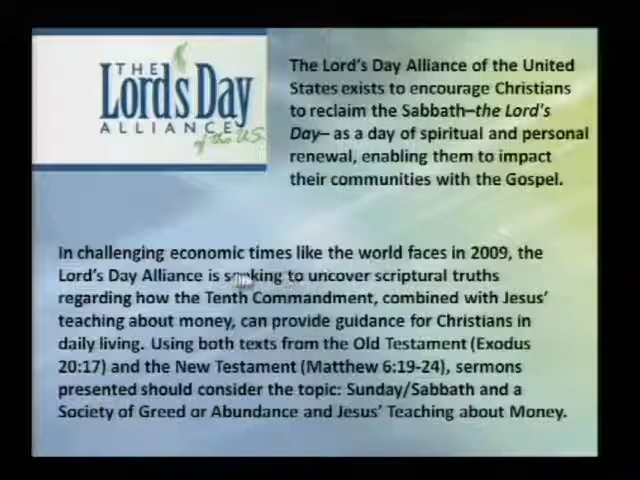 THE
Lord's Day
ALLIANCE
of the U.S.
The Lord's Day Alliance of the United
States exists to encourage Christians
to reclaim the Sabbath–the Lord's
Day– as a day of spiritual and personal
renewal, enabling them to impact
their communities with the Gospel.
In challenging economic times like the world faces in 2009, the
Lord's Day Alliance is seeking to uncover scriptural truths
regarding how the Tenth Commandment, combined with Jesus'
teaching about money, can provide guidance for Christians in
daily living. Using both texts from the Old Testament (Exodus
20:17) and the New Testament (Matthew 6:19-24), sermons
presented should consider the topic: Sunday/Sabbath and a
Society of Greed or Abundance and Jesus' Teaching about Money.